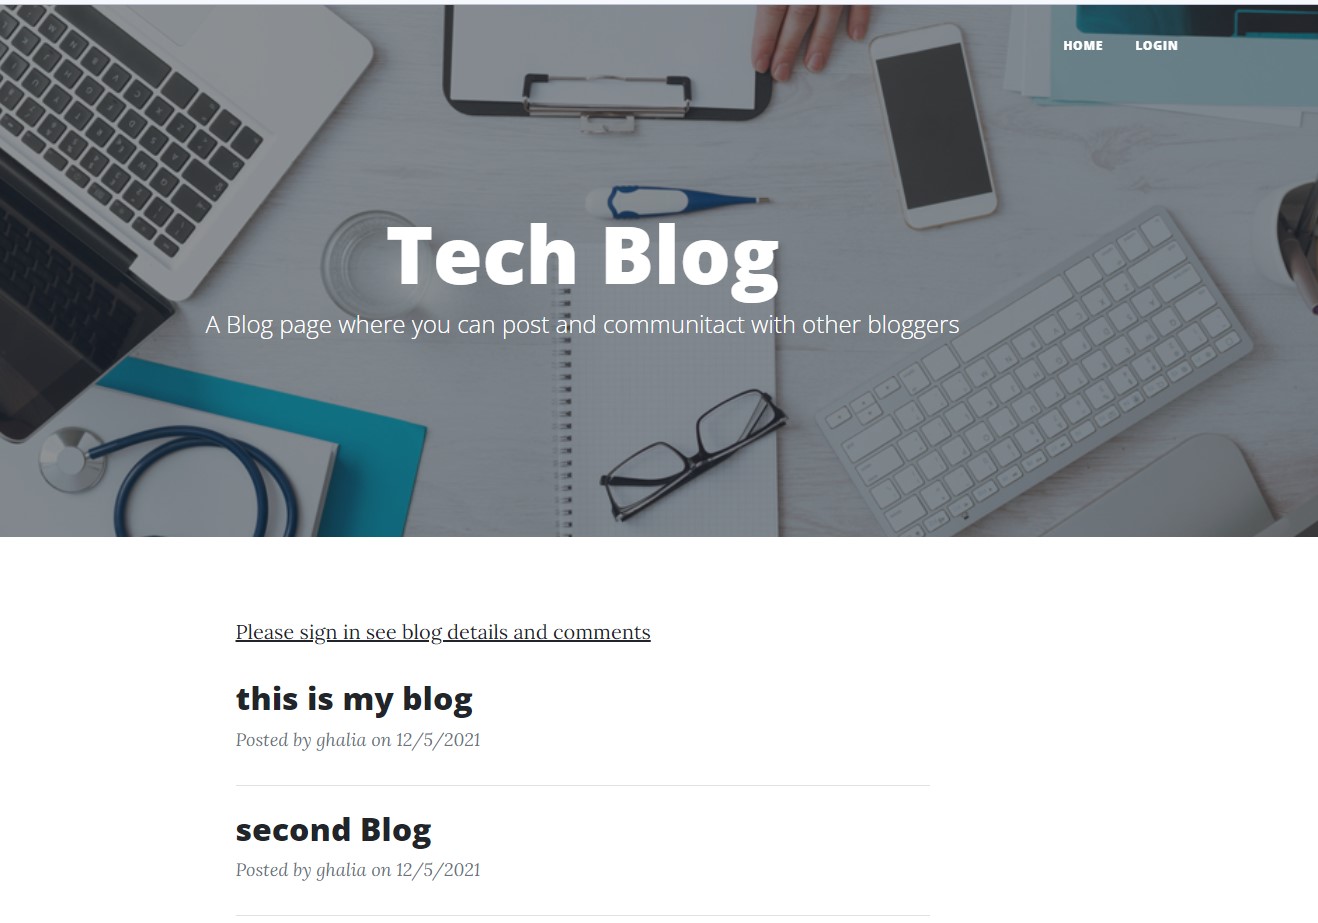 HOME LOGIN
Tech Blog
A Blog page where you can post and communitact with other bloggers
Please sign in see blog details and comments
this is my blog
Posted by ghalia on 12/5/2021
second Blog
Posted by ghalia on 12/5/2021